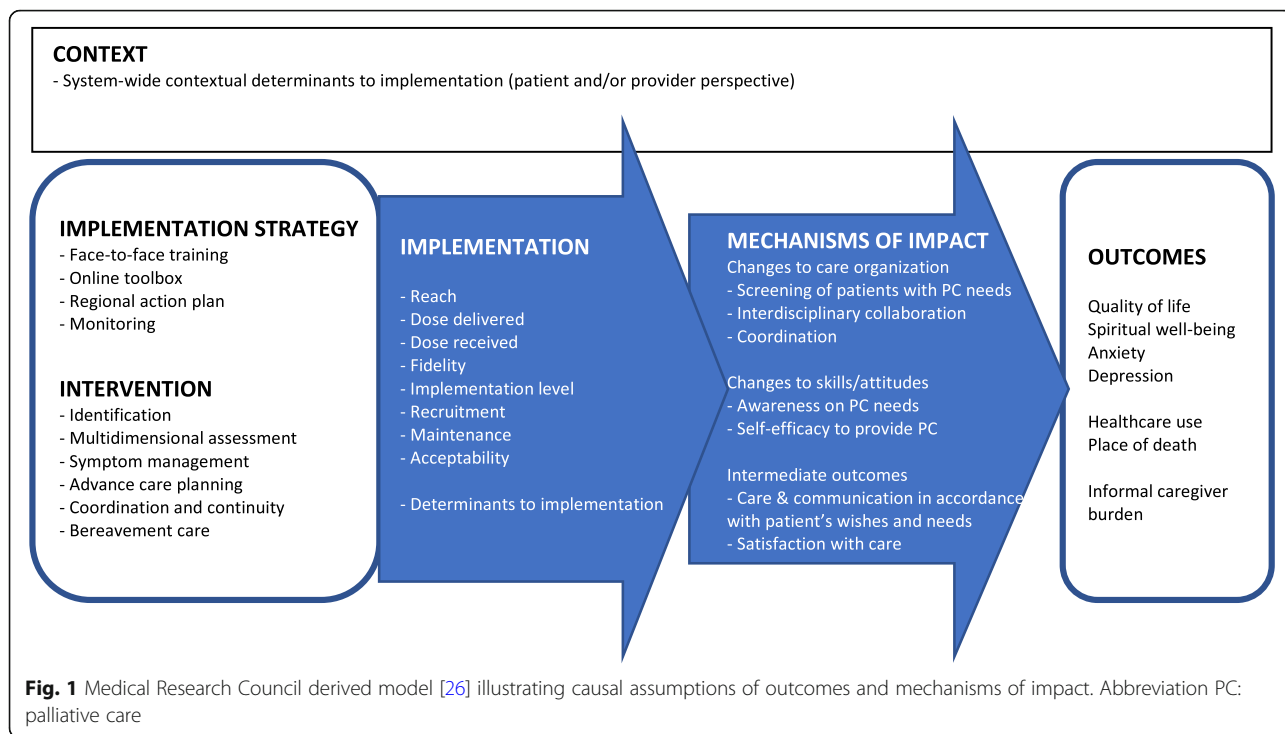 CONTEXT
- System-wide contextual determinants to implementation (patient and/or provider perspective)
IMPLEMENTATION STRATEGY
- Face-to-face training
- Online toolbox
- Regional action plan
- Monitoring
INTERVENTION
- Identification
- Multidimensional assessment
- Symptom management
- Advance care planning
- Coordination and continuity
- Bereavement care
IMPLEMENTATION
- Reach
- Dose delivered
- Dose received
- Fidelity
- Implementation level
- Recruitment
- Maintenance
- Acceptability
- Determinants to implementation
MECHANISMS OF IMPACT
Changes to care organization
- Screening of patients with PC needs
- Interdisciplinary collaboration
- Coordination
Changes to skills/attitudes
- Awareness on PC needs
- Self-efficacy to provide PC
Intermediate outcomes
- Care & communication in accordance
with patient's wishes and needs
- Satisfaction with care
OUTCOMES
Quality of life
Spiritual well-being
Anxiety
Depression
Healthcare use
Place of death
Informal caregiver
burden
Fig. 1 Medical Research Council derived model [26] illustrating causal assumptions of outcomes and mechanisms of impact. Abbreviation PC:
palliative care